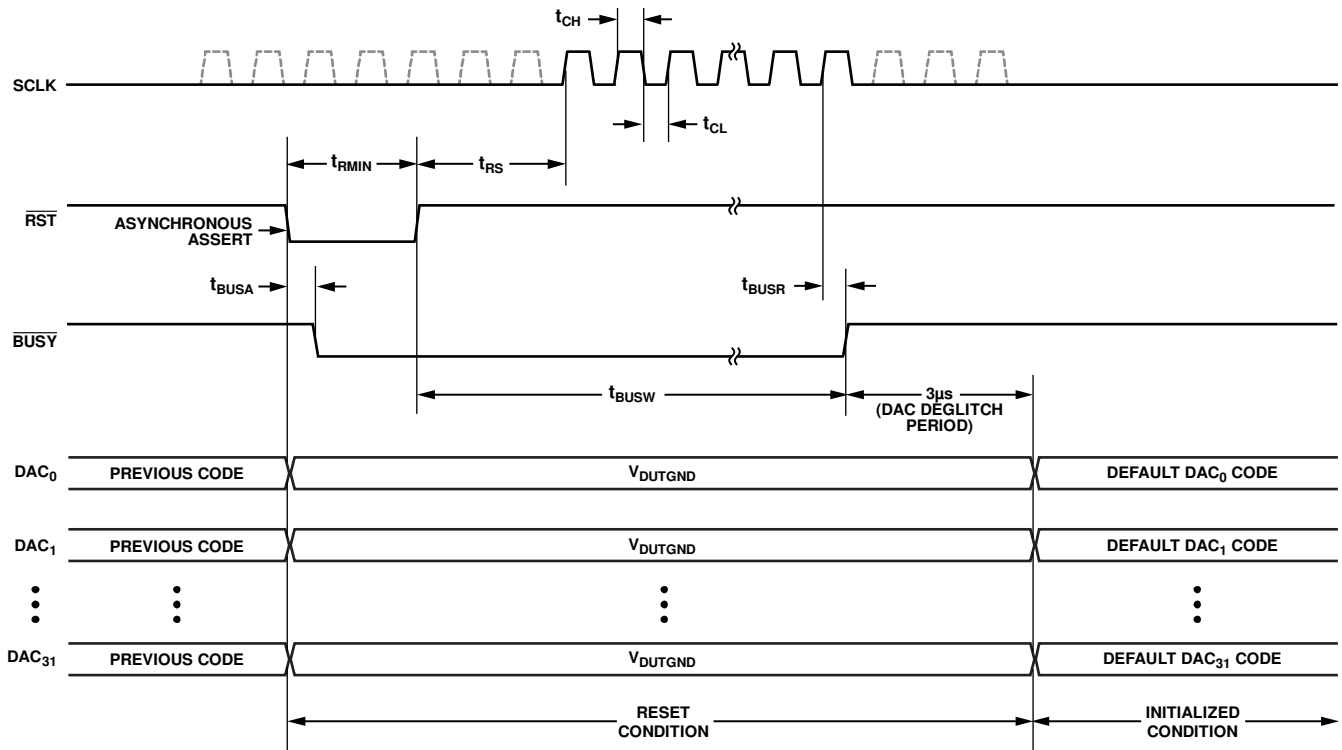 tCH
SCLK
tCL
tRMIN
tRS
RST
ASYNCHRONOUS
ASSERT
tBUSA
tBUSR
BUSY
tBUSW
3µs
(DAC DEGLITCH
PERIOD)
DAC0
PREVIOUS CODE
VDUTGND
DEFAULT DAC0 CODE
DAC1
PREVIOUS CODE
VDUTGND
DEFAULT DAC1 CODE
DAC31
PREVIOUS CODE
VDUTGND
DEFAULT DAC31 CODE
RESET
CONDITION
INITIALIZED
CONDITION